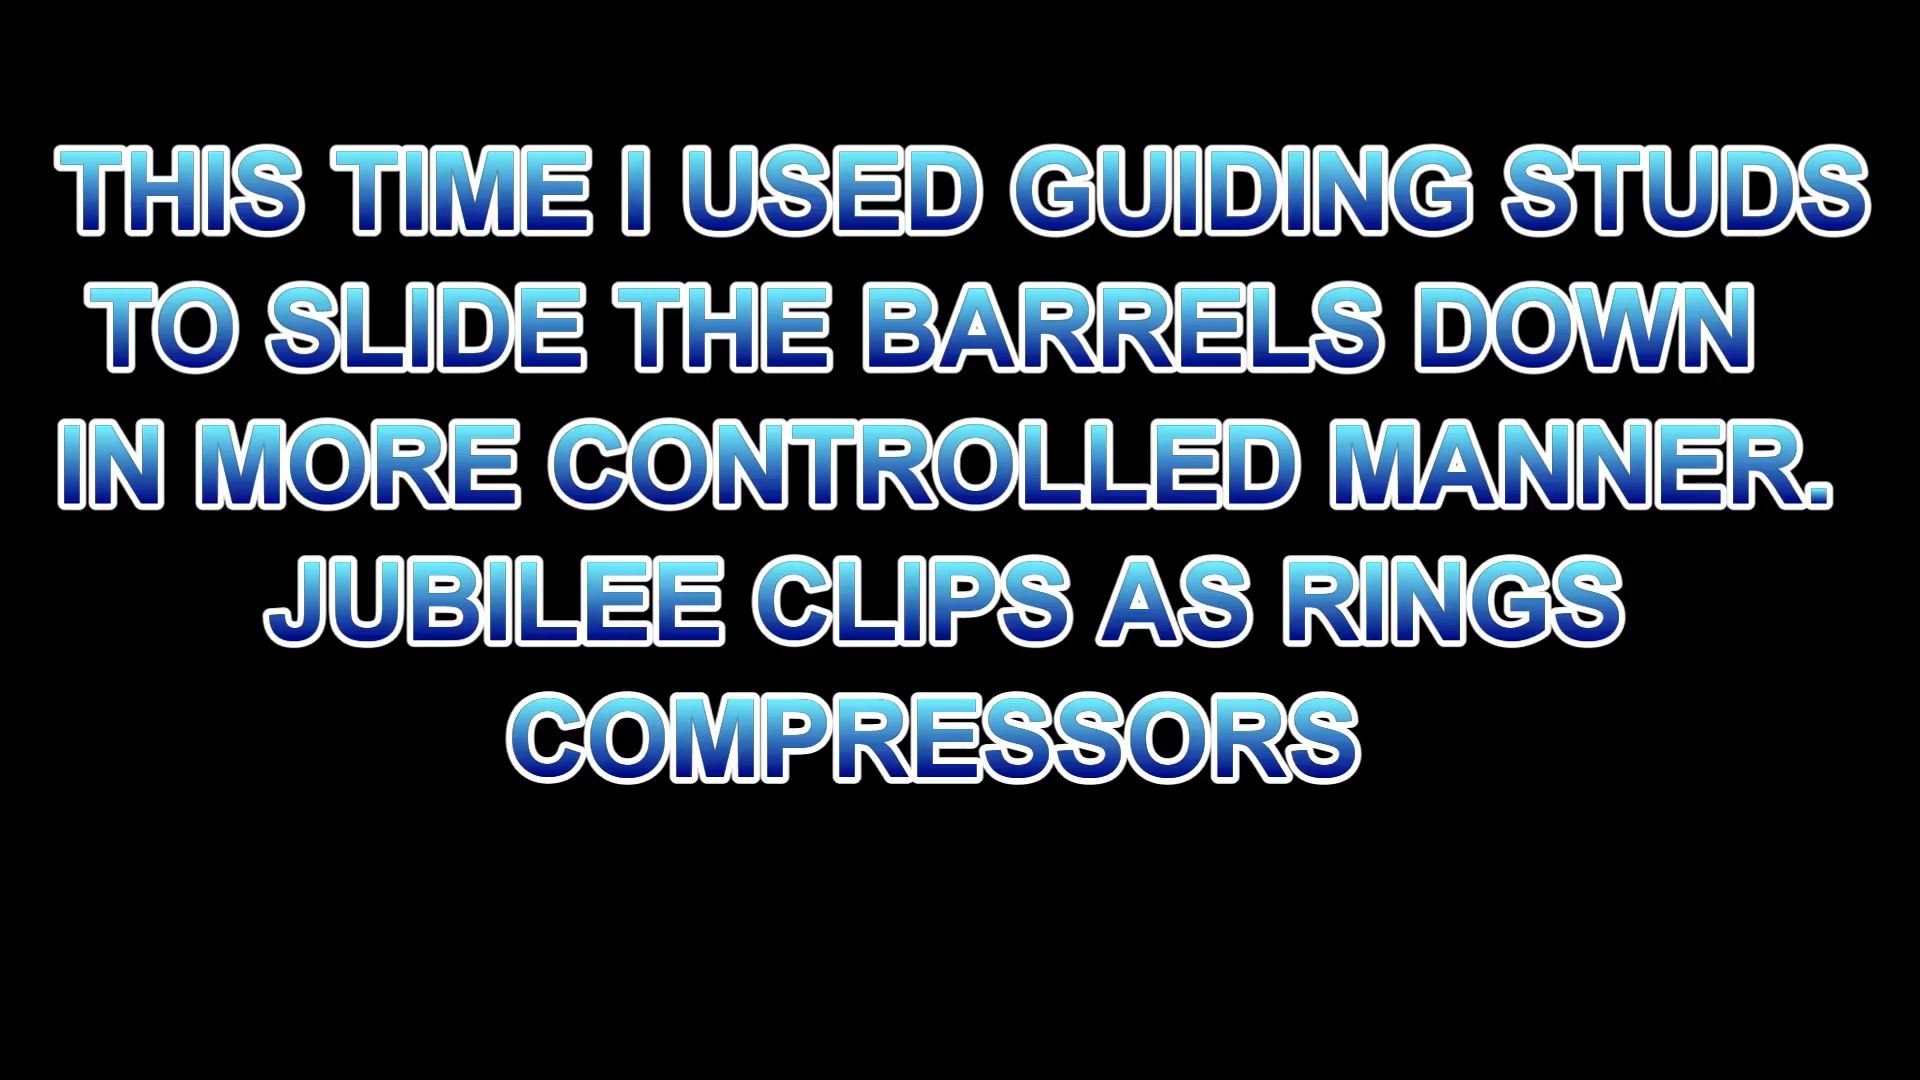 THIS TIME I USED GUIDING STUDS
TO SLIDE THE BARRELS DOWN
IN MORE CONTROLLED MANNER.
JUBILEE CLIPS AS RINGS
COMPRESSORS